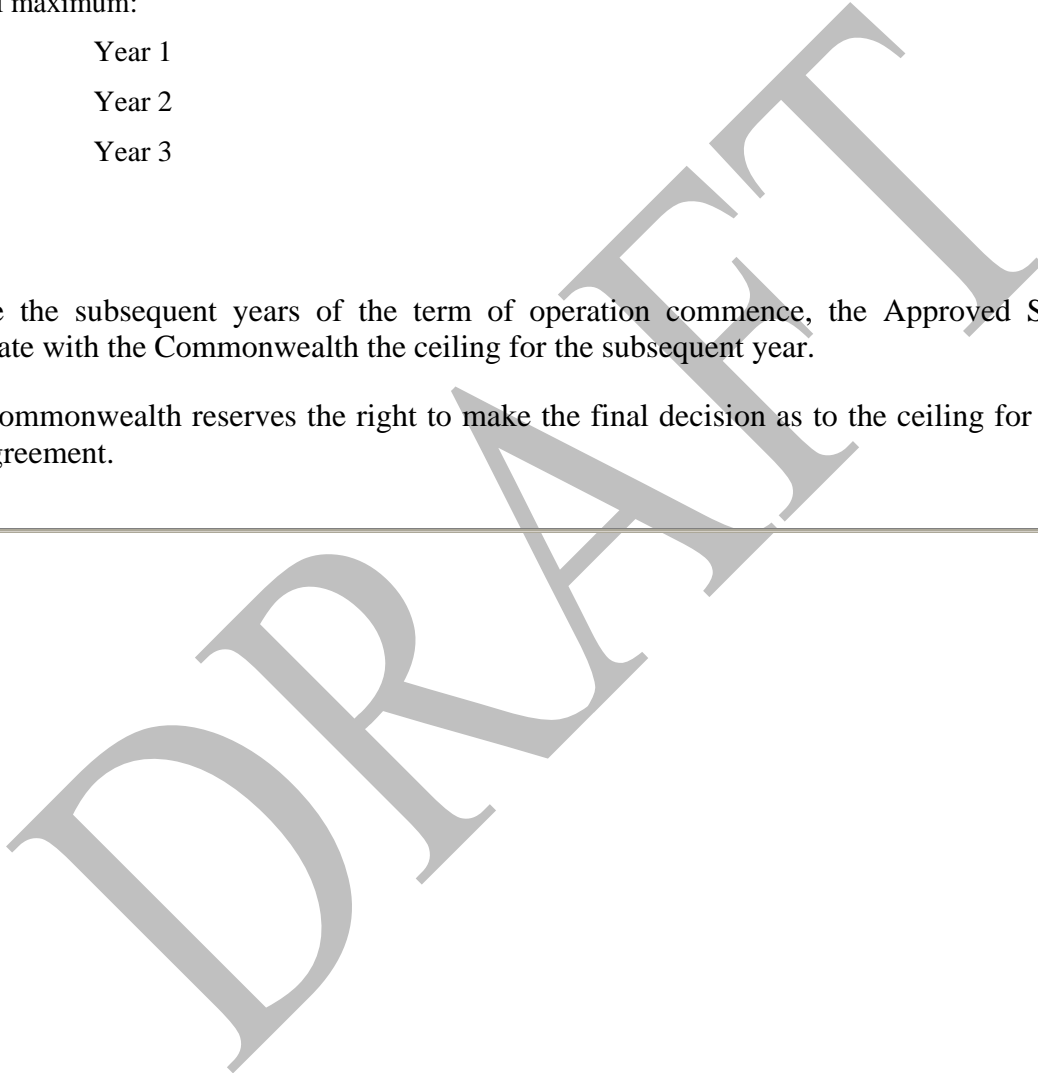 maximum:
Year 1
Year 2
Year 3
the subsequent years of the term of operation commence, the Approved S
ate with the Commonwealth the ceiling for the subsequent year.
ommonwealth reserves the right to make the final decision as to the ceiling for
greement.
DRAFT